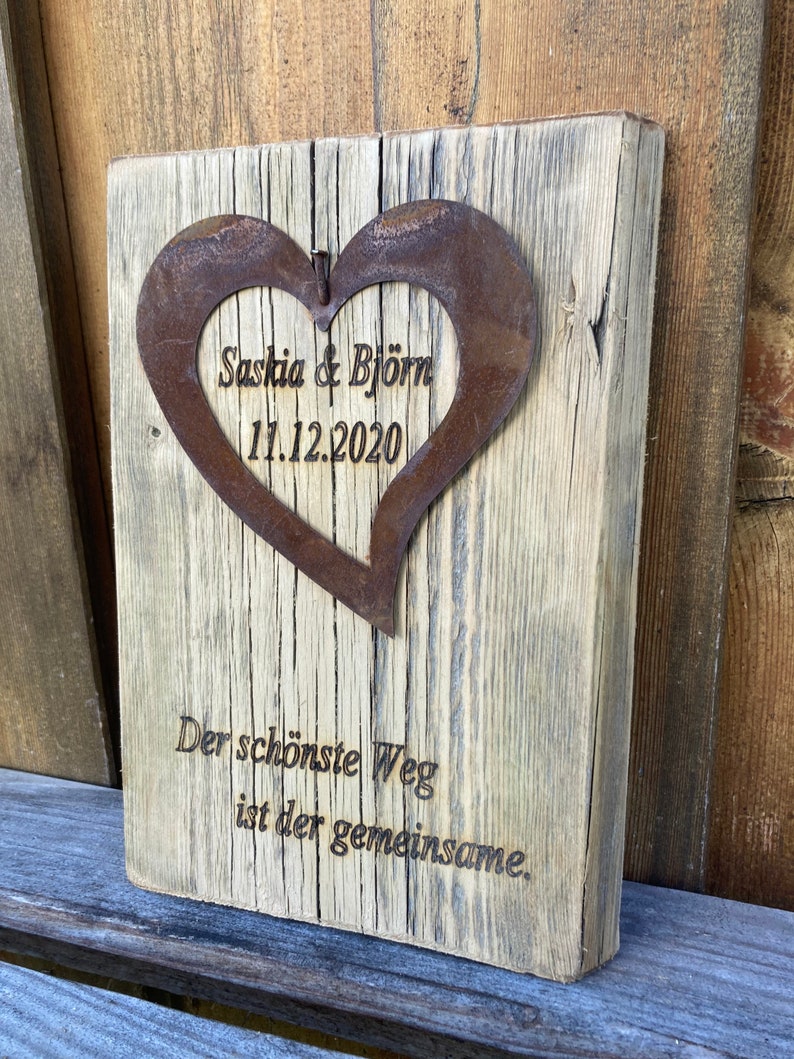 Saskia & Björn
11.12.2020
Der schönste Weg
ist der gemeinsame.